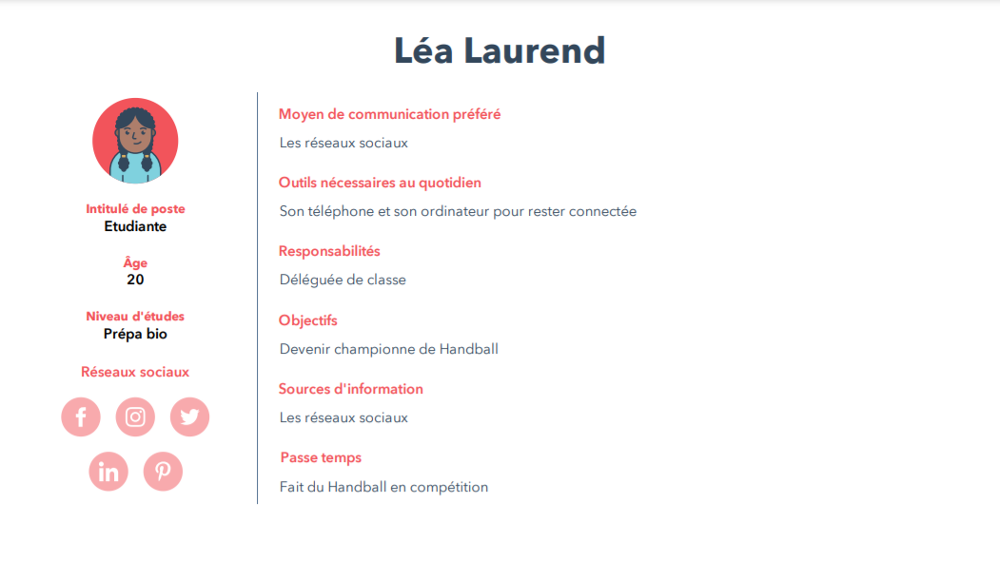 Léa Laurend
Intitulé de poste
Etudiante
Âge
20
Niveau d'études
Prépa bio
Réseaux sociaux
f
in
Moyen de communication préféré
Les réseaux sociaux
Outils nécessaires au quotidien
Son téléphone et son ordinateur pour rester connectée
Responsabilités
Déléguée de classe
Objectifs
Devenir championne de Handball
Sources d'information
Les réseaux sociaux
Passe temps
Fait du Handball en compétition